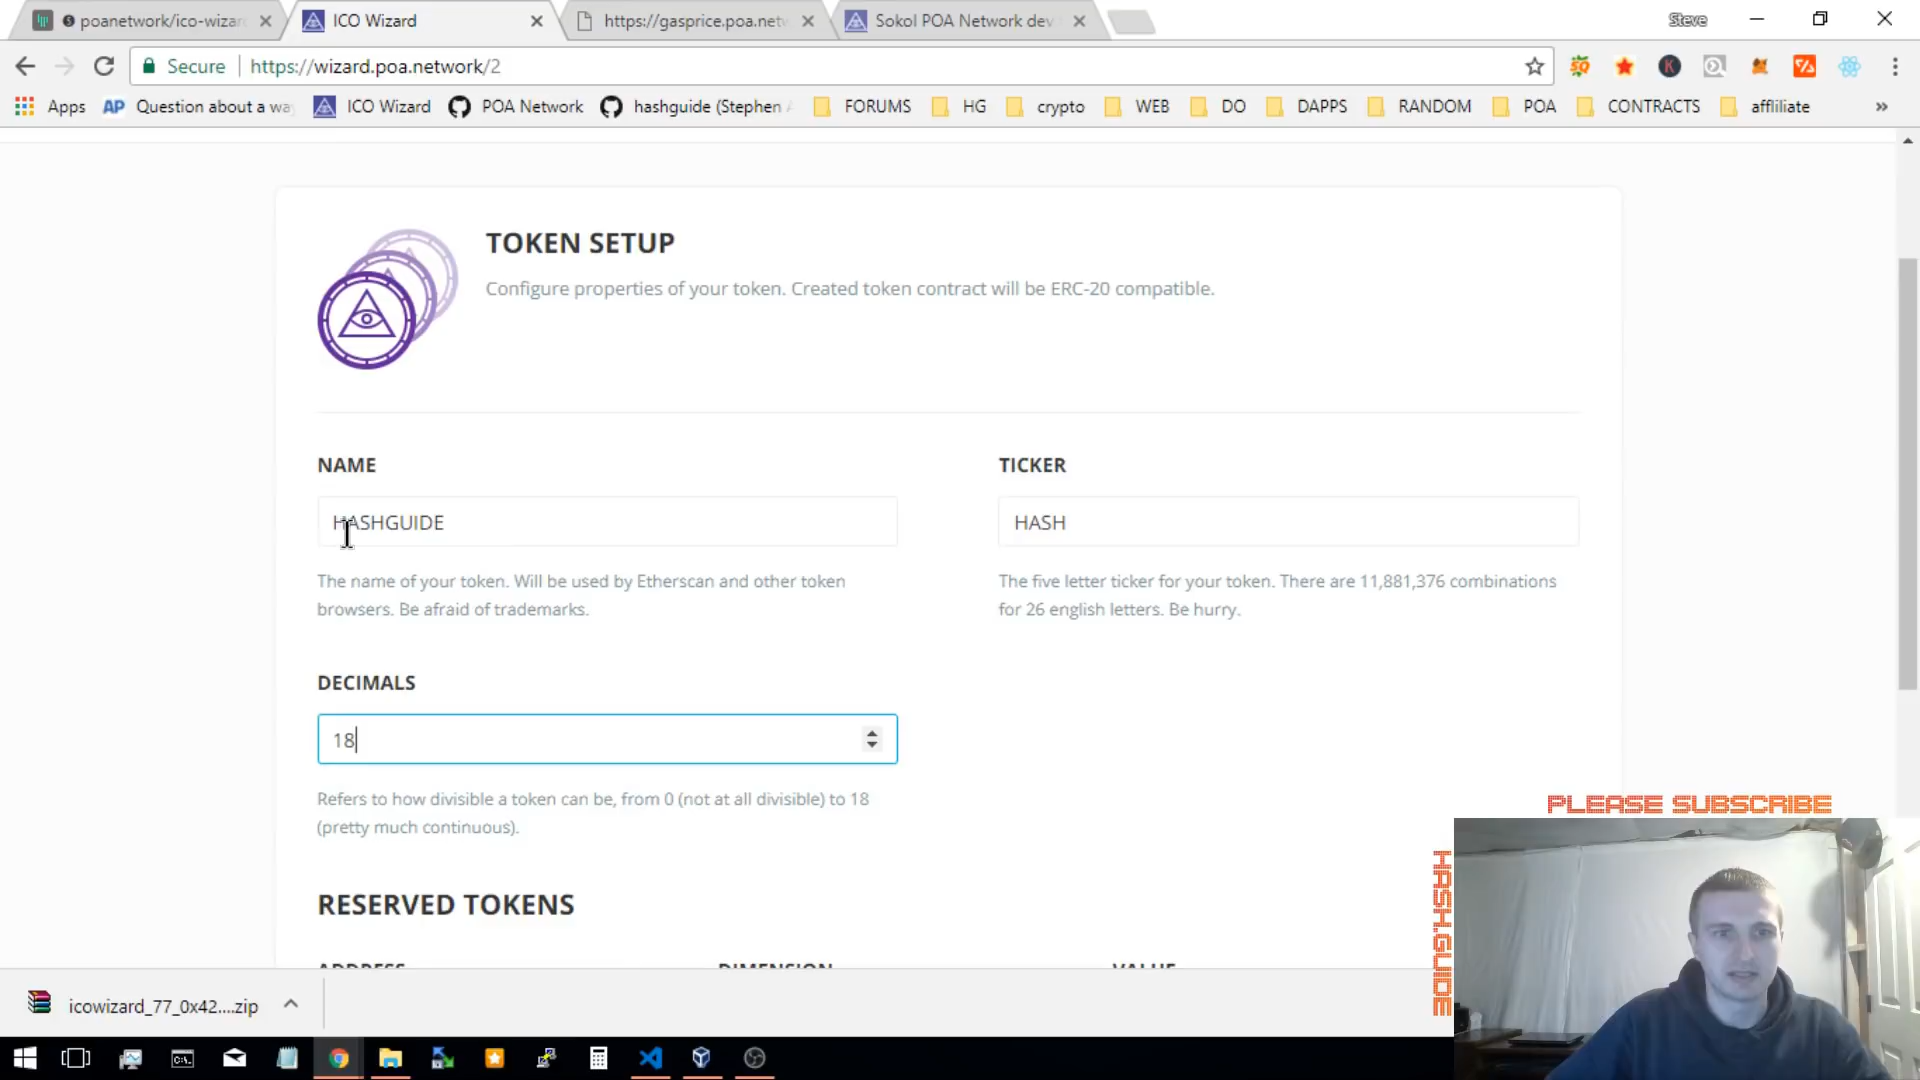 poanetwork/ico-wizar
ICO Wizard
https://gasprice.poa.netw
Sokol POA Network dev
Steve
Secure
https://wizard.poa.network/2
Apps
AP
Question about a wa
ICO Wizard
POA Network
hashguide (Stephen
FORUMS
HG
crypto
WEB
DO
DAPPS
RANDOM
POA
CONTRACTS
affliliate
»
TOKEN SETUP
Configure properties of your token. Created token contract will be ERC-20 compatible.
NAME
TICKER
HASHGUIDE
HASH
The name of your token. Will be used by Etherscan and other token
browsers. Be afraid of trademarks.
The five letter ticker for your token. There are 11,881,376 combinations
for 26 english letters. Be hurry.
DECIMALS
18
Refers to how divisible a token can be, from 0 (not at all divisible) to 18
(pretty much continuous).
RESERVED TOKENS
ADDRESS
DIMENSION
VALUE
PLEASE SUBSCRIBE
HASH.GUIDE
icowizard_77_0x42....zip